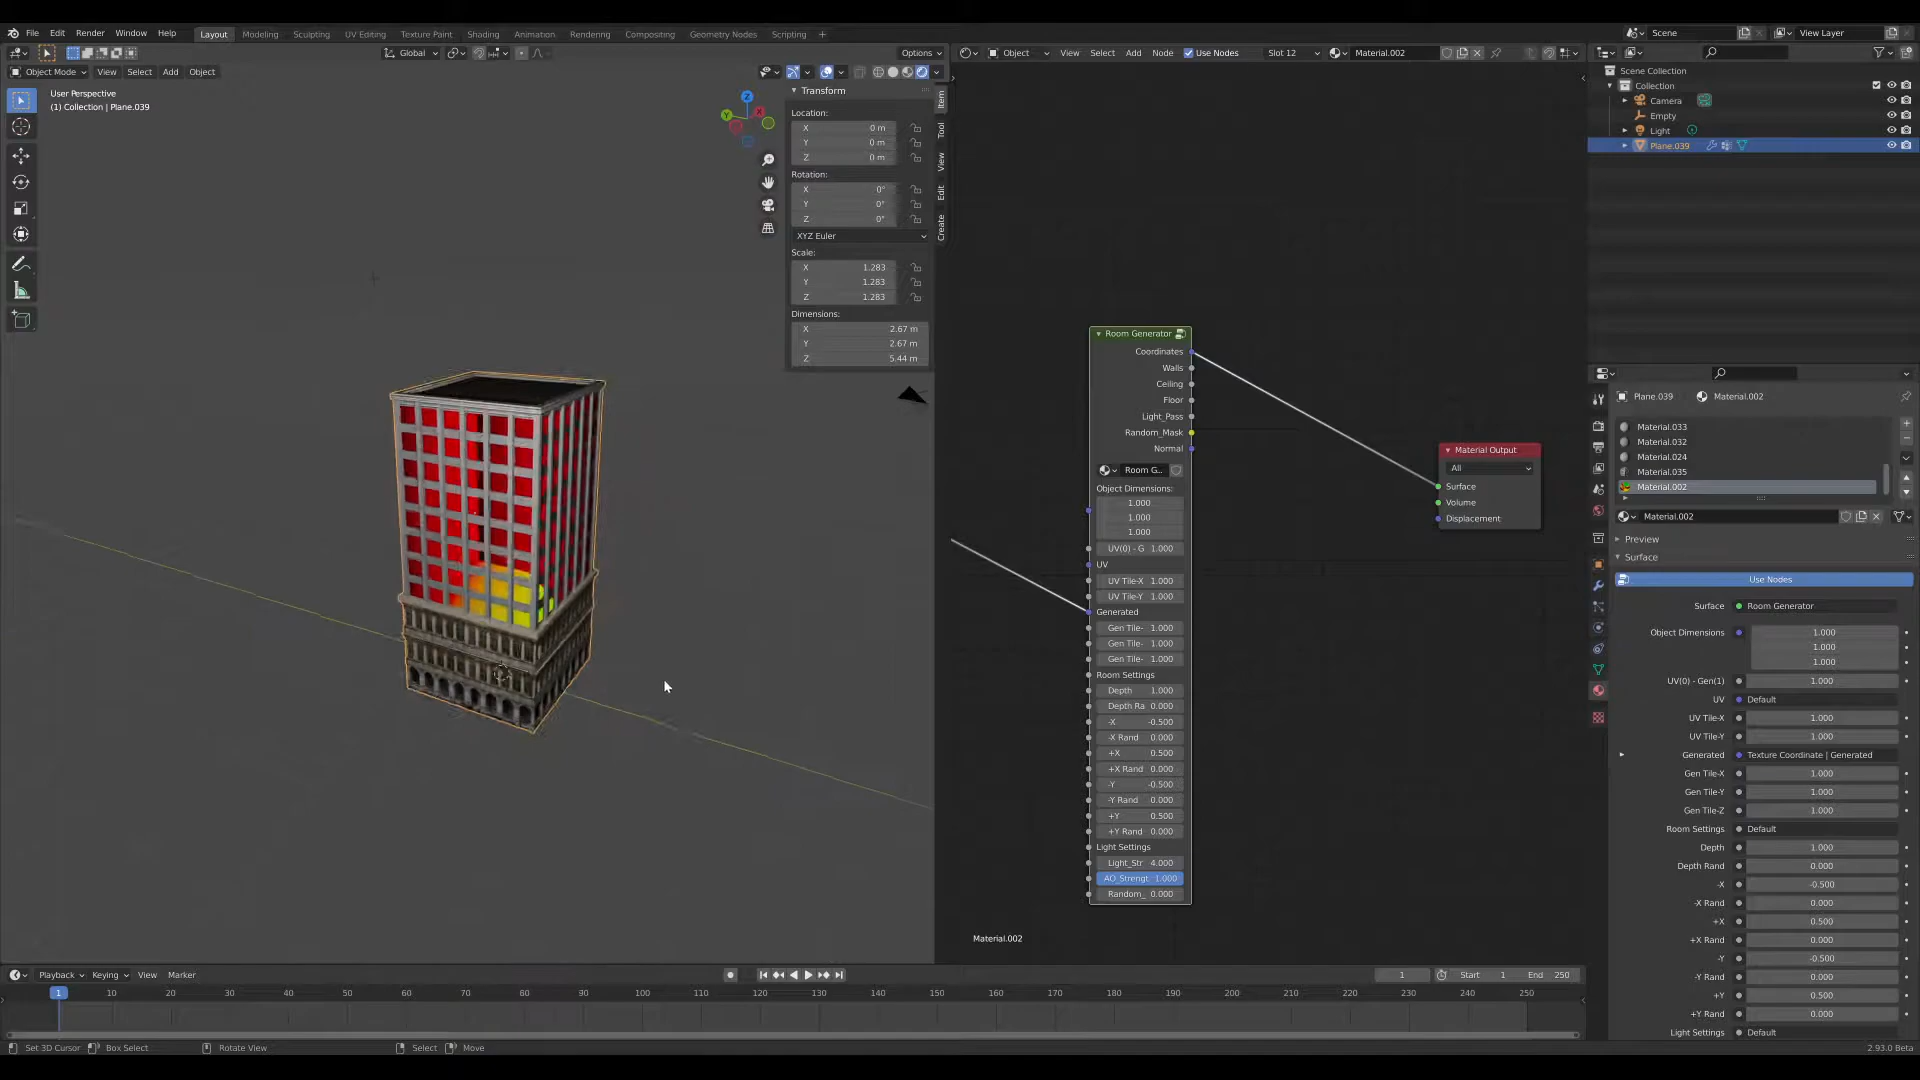 File Edit Render Window Help Layout Modeling Sculpting UV Editing Texture Paint Shading Animation Rendering Compositing Geometry Nodes Scripting + Scene View Layer
Global Options Object View Select Add Node Use Nodes Slot 12 Material.002
Object Mode View Select Add Object
User Perspective
(1) Collection | Plane.039
Z
Y
X
Transform
Location:
X 0 m
Y 0 m
Z 0 m
Rotation:
X 0°
Y 0°
Z 0°
XYZ Euler
Scale:
X 1.283
Y 1.283
Z 1.283
Dimensions:
X 2.67 m
Y 2.67 m
Z 5.44 m
Item
Tool
View
Edit
Create
Room Generator
Coordinates
Walls
Ceiling
Floor
Light_Pass
Random_Mask
Normal
Room G..
Object Dimensions:
1.000
1.000
1.000
UV(0) - G 1.000
UV
UV Tile-X 1.000
UV Tile-Y 1.000
Generated
Gen Tile- 1.000
Gen Tile- 1.000
Gen Tile- 1.000
Room Settings
Depth 1.000
Depth Ra 0.000
-X -0.500
-X Rand 0.000
+X 0.500
+X Rand 0.000
-Y -0.500
-Y Rand 0.000
+Y 0.500
+Y Rand 0.000
Light Settings
Light_Str 4.000
AO_Strengt 1.000
Random_ 0.000
Material Output
All
Surface
Volume
Displacement
Material.002
Scene Collection
Collection
Camera
Empty
Light
Plane.039
Plane.039 Material.002
Material.033
Material.032
Material.024
Material.035
Material.002
Material.002
Preview
Surface
Use Nodes
Surface Room Generator
Object Dimensions 1.000
1.000
1.000
UV(0) - Gen(1) 1.000
UV Default
UV Tile-X 1.000
UV Tile-Y 1.000
Generated Texture Coordinate | Generated
Gen Tile-X 1.000
Gen Tile-Y 1.000
Gen Tile-Z 1.000
Room Settings Default
Depth 1.000
Depth Rand 0.000
-X -0.500
-X Rand 0.000
+X 0.500
+X Rand 0.000
-Y -0.500
-Y Rand 0.000
+Y 0.500
+Y Rand 0.000
Light Settings Default
Playback Keying View Marker 1 Start 1 End 250
1 10 20 30 40 50 60 70 80 90 100 110 120 130 140 150 160 170 180 190 200 210 220 230 240 250
Set 3D Cursor Box Select Rotate View Select Move 2.93.0 Beta